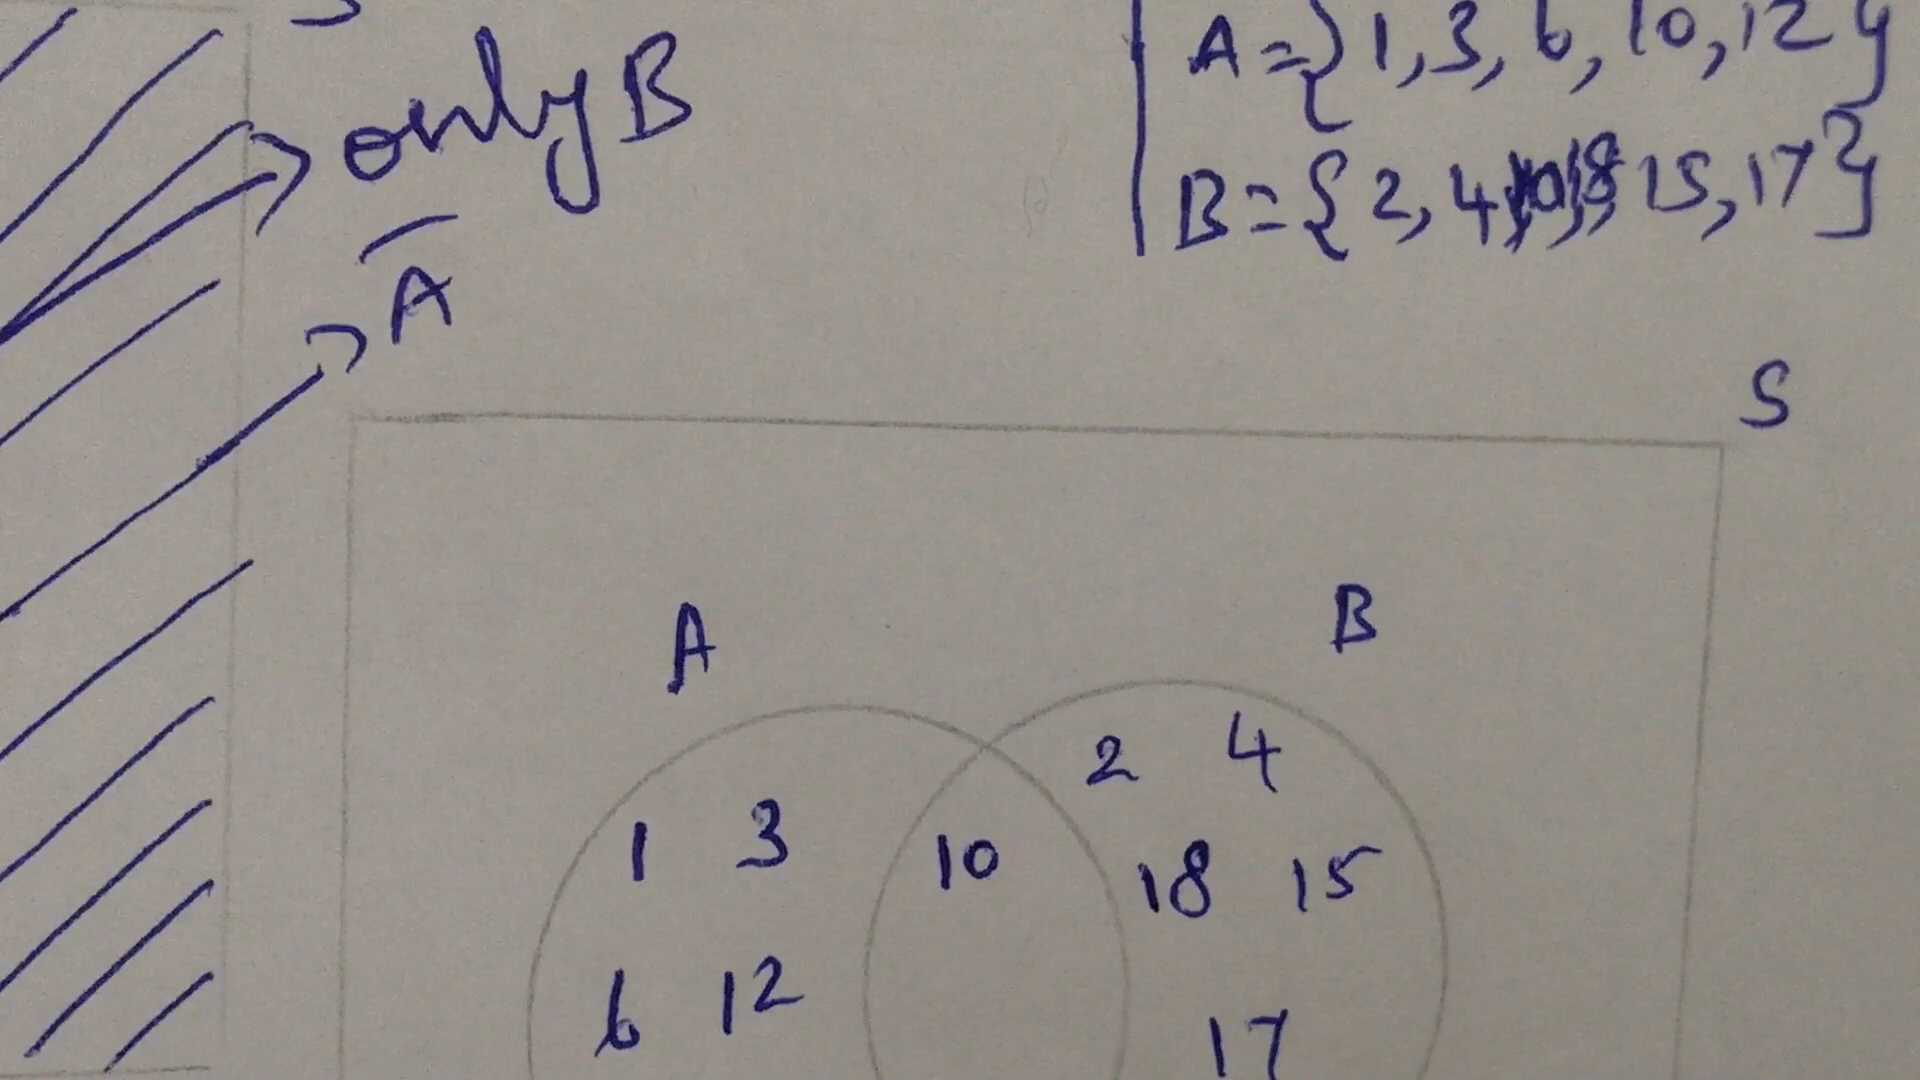 A={1,3,6,10,12}
only B
B={2,4,10,18,15,17}
A̅
S
A
B
2 4
1 3
10
18 15
6 12
17